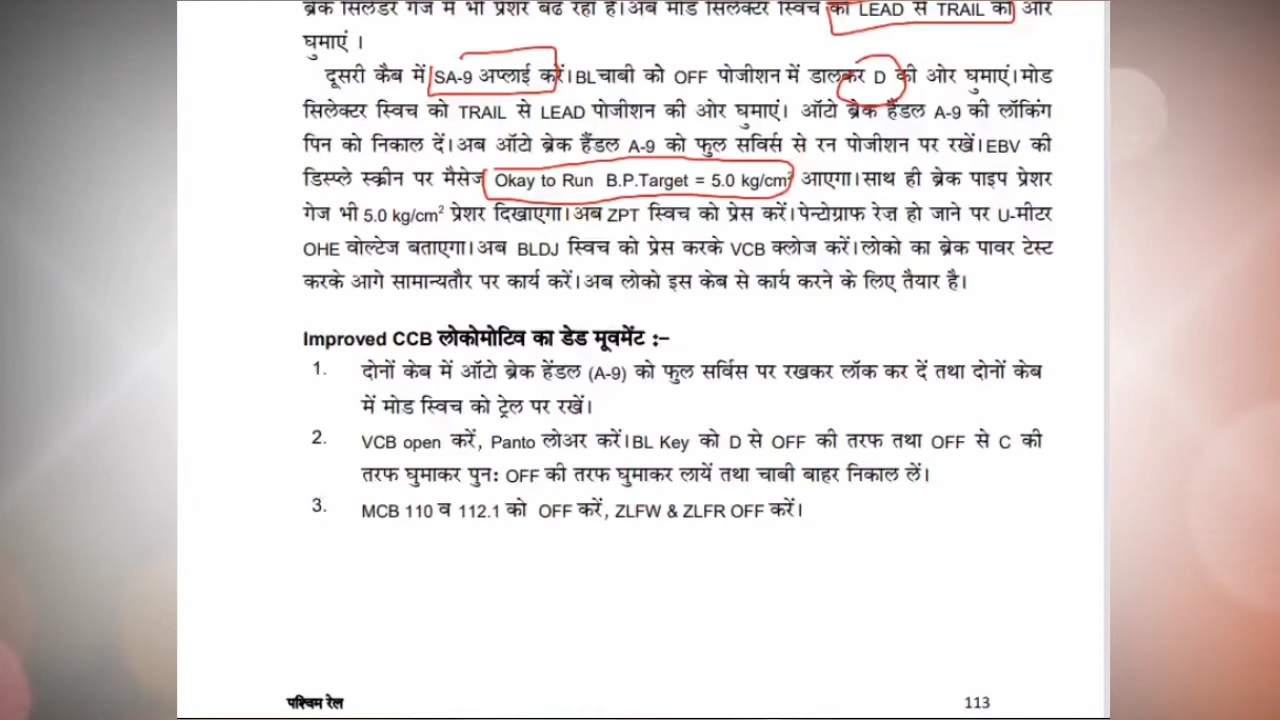 ब्रेक सिलेंडर गेज में भी प्रेशर बढ रहा है।अब मोड सिलेक्टर स्विच को LEAD से TRAIL की ओर
घुमाएं ।
दूसरी कैब में SA-9 अप्लाई करें।BL चाबी को OFF पोजीशन में डालकर D की ओर घुमाएं।मोड
सिलेक्टर स्विच को TRAIL से LEAD पोजीशन की ओर घुमाएं। ऑटो ब्रेक हैंडल A-9 की लॉकिंग
पिन को निकाल दें।अब ऑटो ब्रेक हैंडल A-9 को फुल सविर्स से रन पोजीशन पर रखें।EBV की
डिस्प्ले स्क्रीन पर मैसेज Okay to Run B.P.Target = 5.0 kg/cm² आएगा।साथ ही ब्रेक पाइप प्रेशर
गेज भी 5.0 kg/cm² प्रेशर दिखाएगा।अब ZPT स्विच को प्रेस करें।पेन्टोग्राफ रेज़ हो जाने पर U-मीटर
OHE वोल्टेज बताएगा।अब BLDJ स्विच को प्रेस करके VCB क्लोज करें।लोको का ब्रेक पावर टेस्ट
करके आगे सामान्यतौर पर कार्य करें।अब लोको इस केब से कार्य करने के लिए तैयार है।
Improved CCB लोकोमोटिव का डेड मूवमेंट :–
1. दोनों केब में ऑटो ब्रेक हेंडल (A-9) को फुल सर्विस पर रखकर लॉक कर दें तथा दोनों केब
में मोड स्विच को ट्रेल पर रखें।
2. VCB open करें, Panto लोअर करें।BL Key को D से OFF की तरफ तथा OFF से C की
तरफ घुमाकर पुनः OFF की तरफ घुमाकर लायें तथा चाबी बाहर निकाल लें।
3. MCB 110 व 112.1 को OFF करें, ZLFW & ZLFR OFF करें।
पश्चिम रेल 113